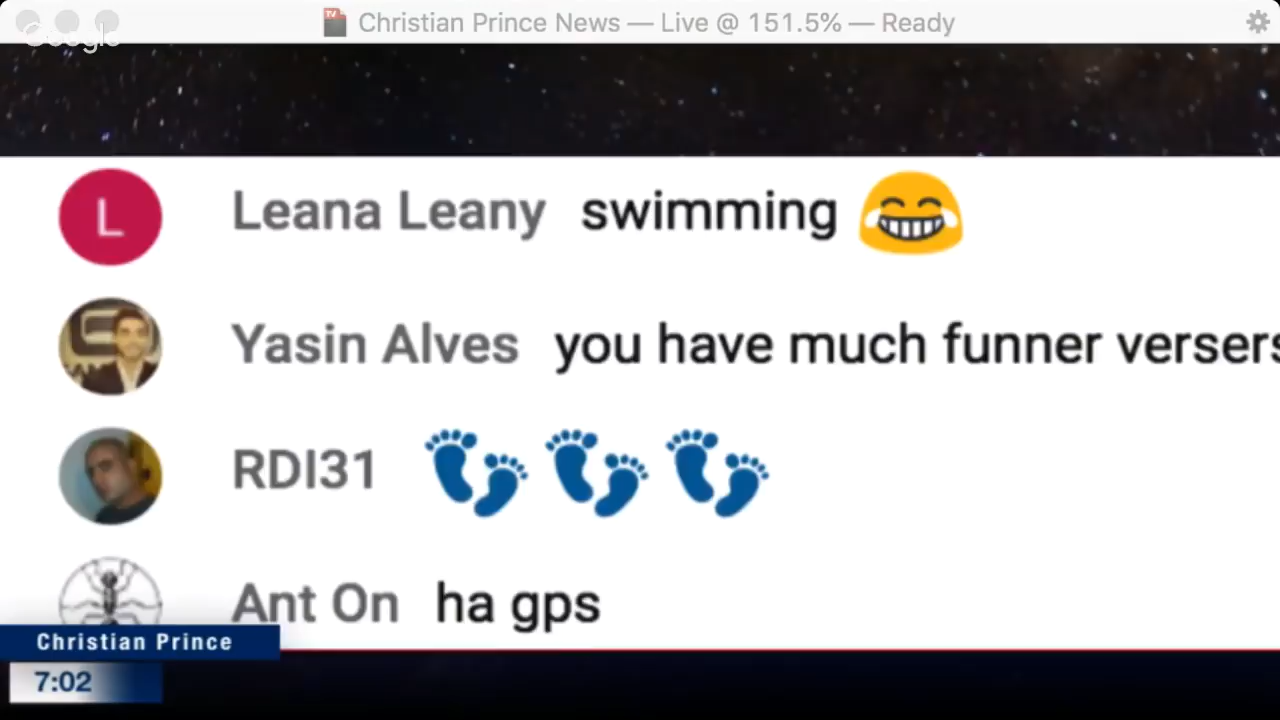 Christian Prince News — Live @ 151.5% — Ready
Google
L Leana Leany swimming 😂
Yasin Alves you have much funner versers
RDI31 👣 👣 👣
Ant On ha gps
Christian Prince
7:02